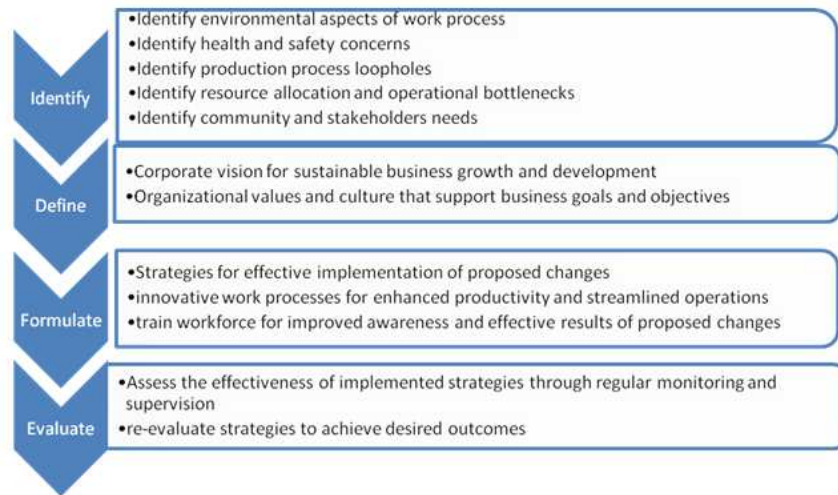 •Identify environmental aspects of work process
•Identify health and safety concerns
•Identify production process loopholes
•Identify resource allocation and operational bottlenecks
•Identify community and stakeholders needs
Identify
•Corporate vision for sustainable business growth and development
•Organizational values and culture that support business goals and objectives
Define
•Strategies for effective implementation of proposed changes
•innovative work processes for enhanced productivity and streamlined operations
•train workforce for improved awareness and effective results of proposed changes
Formulate
•Assess the effectiveness of implemented strategies through regular monitoring and
supervision
•re-evaluate strategies to achieve desired outcomes
Evaluate